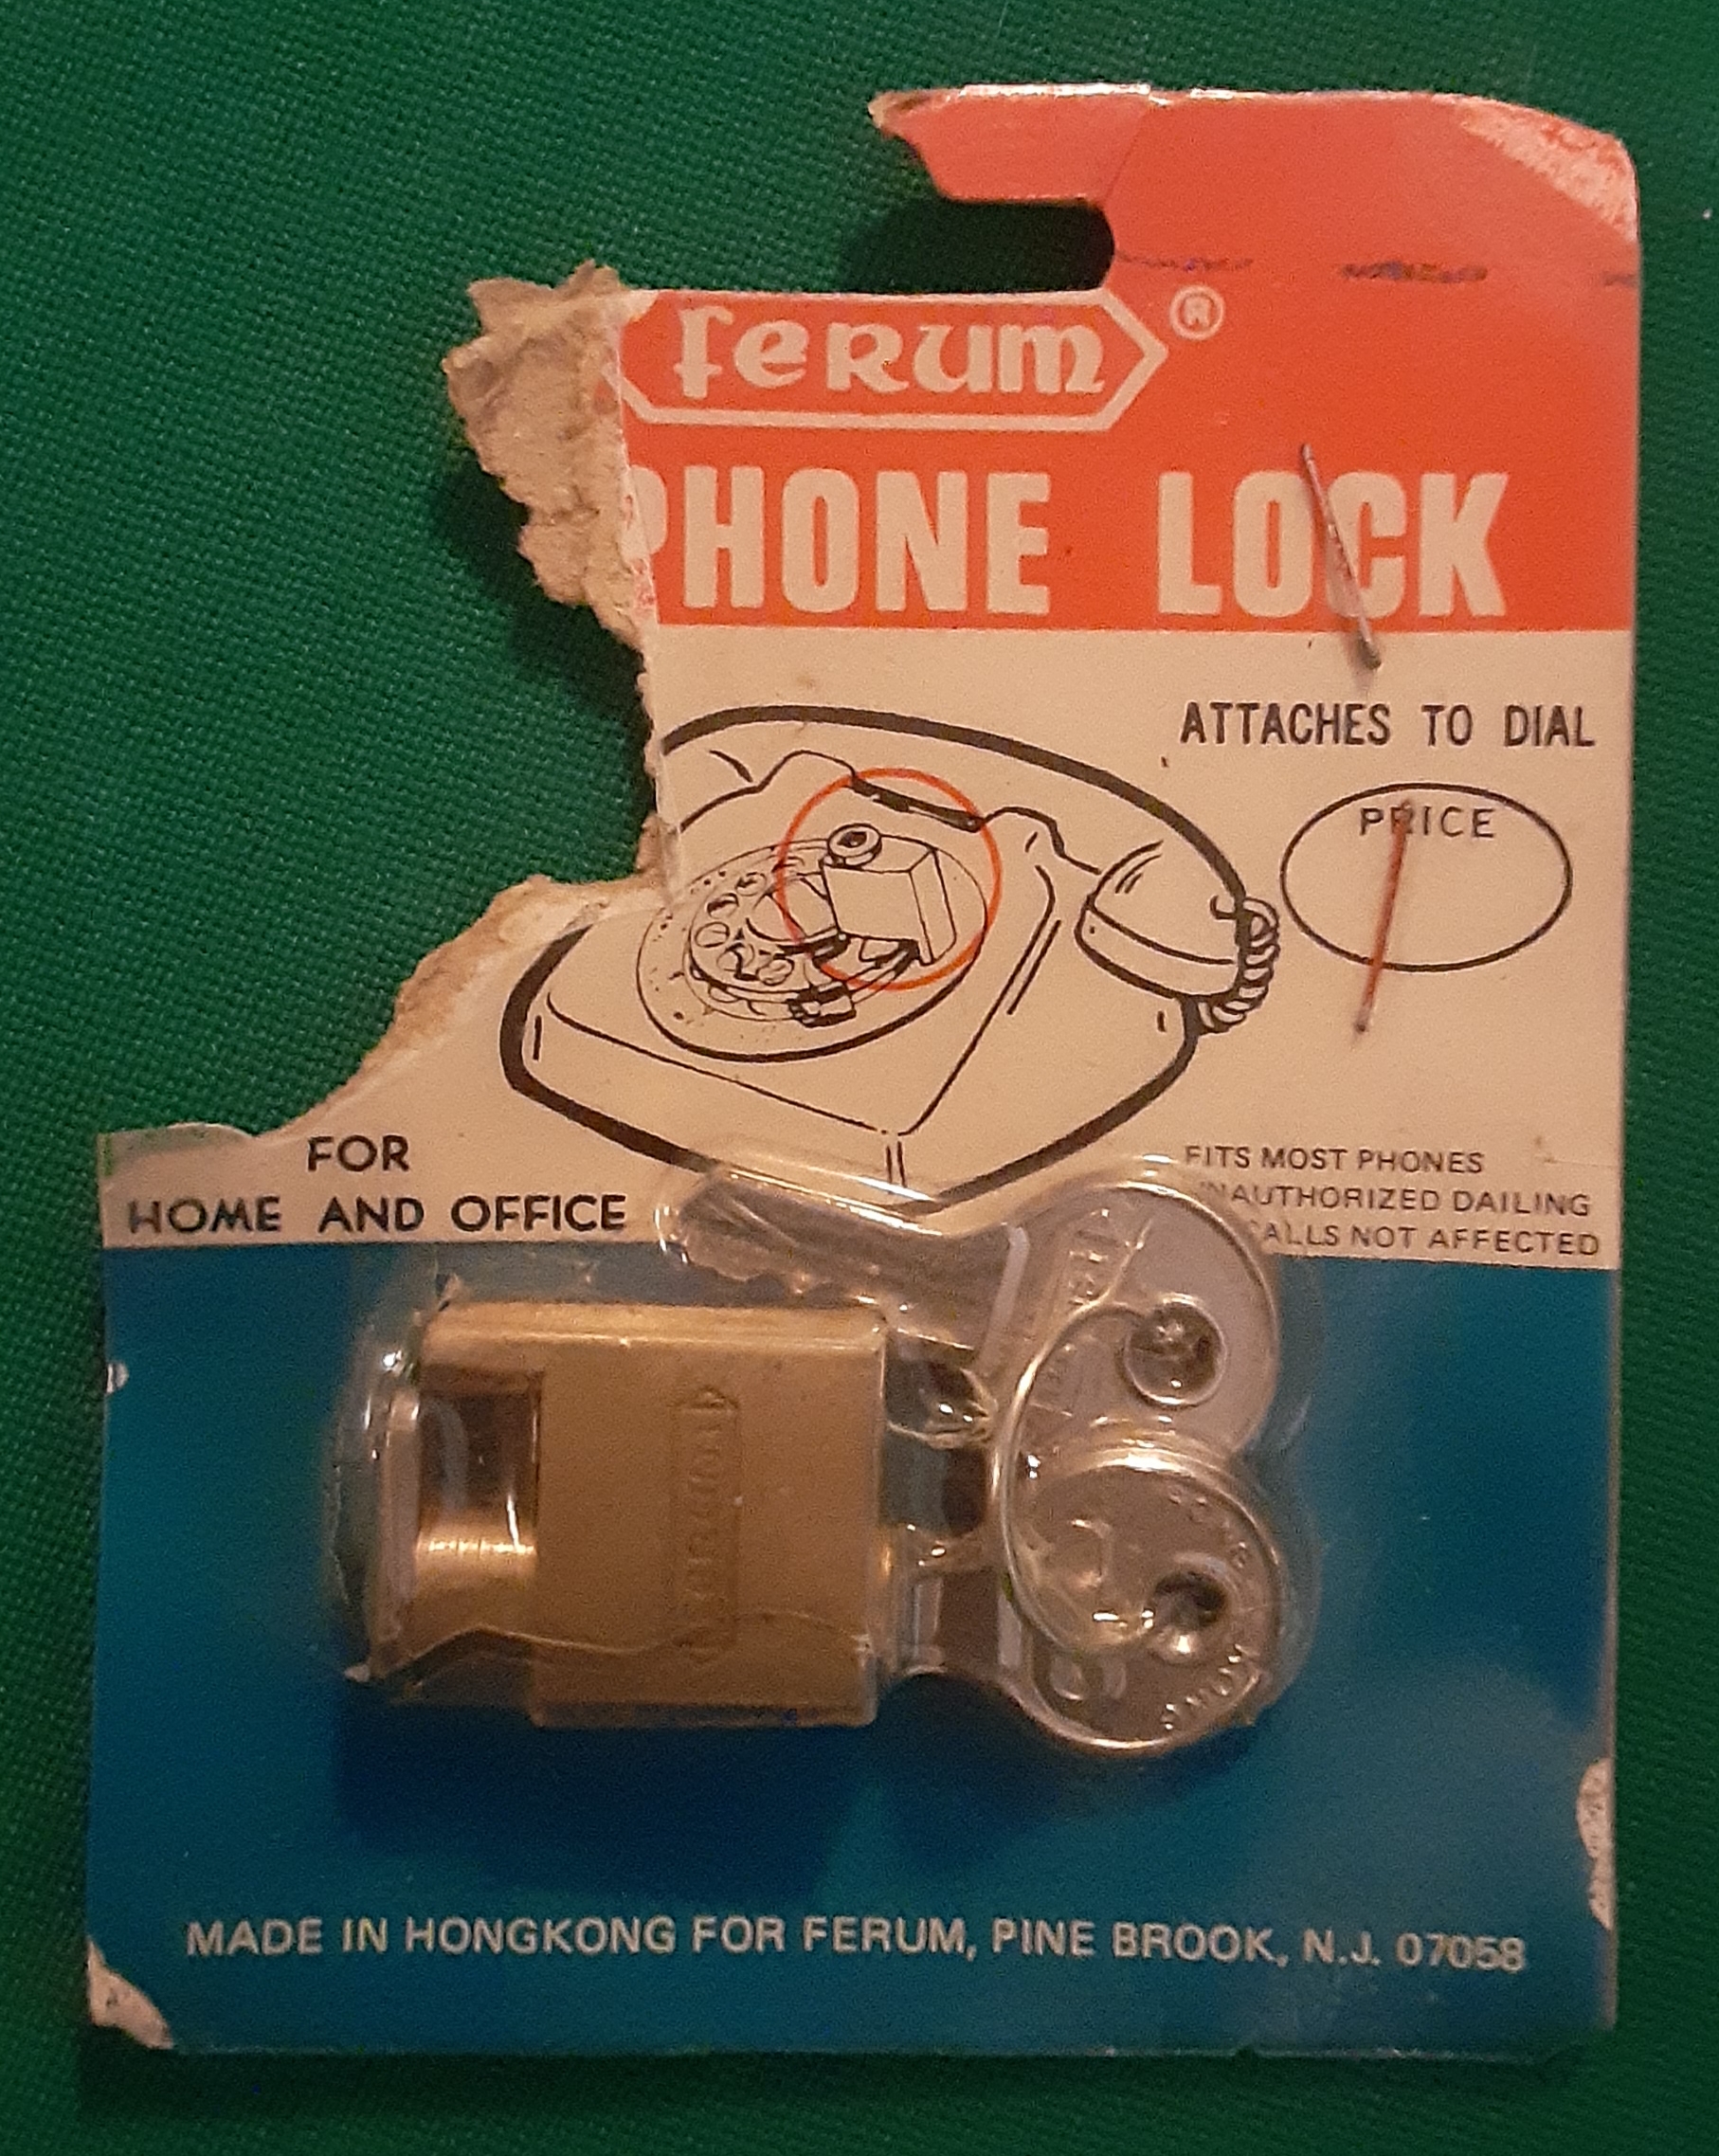 ferum ®
PHONE LOCK
ATTACHES TO DIAL
PRICE
FOR
HOME AND OFFICE
FITS MOST PHONES
UNAUTHORIZED DAILING
CALLS NOT AFFECTED
MADE IN HONGKONG FOR FERUM, PINE BROOK, N.J. 07058